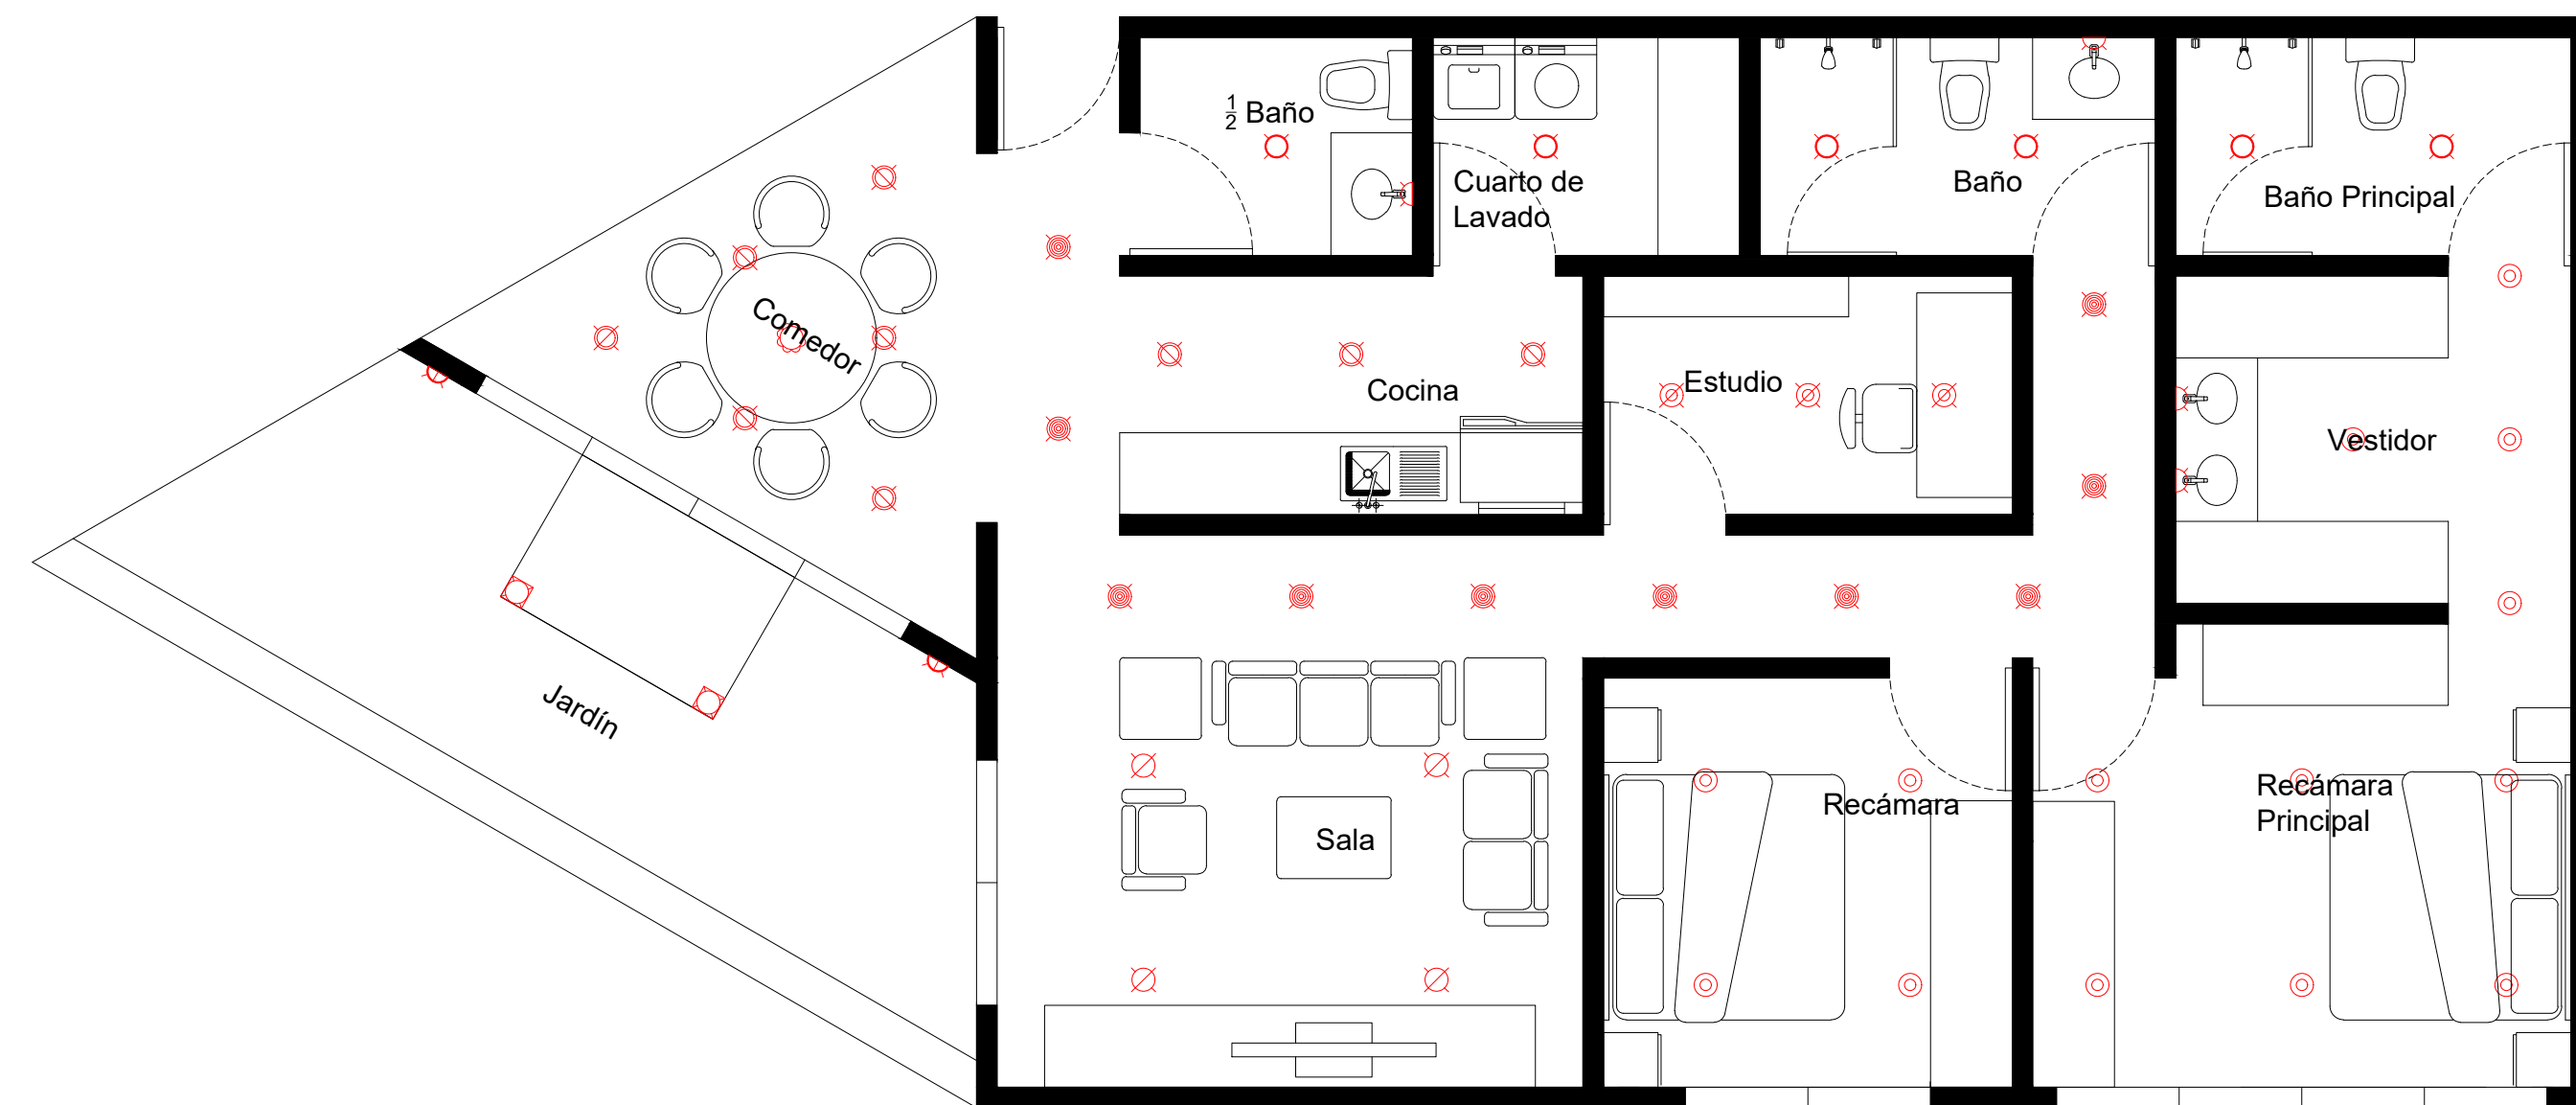 ½ Baño
Cuarto de
Lavado
Baño
Baño Principal
Comedor
Cocina
Estudio
Vestidor
Jardín
Sala
Recámara
Recámara
Principal